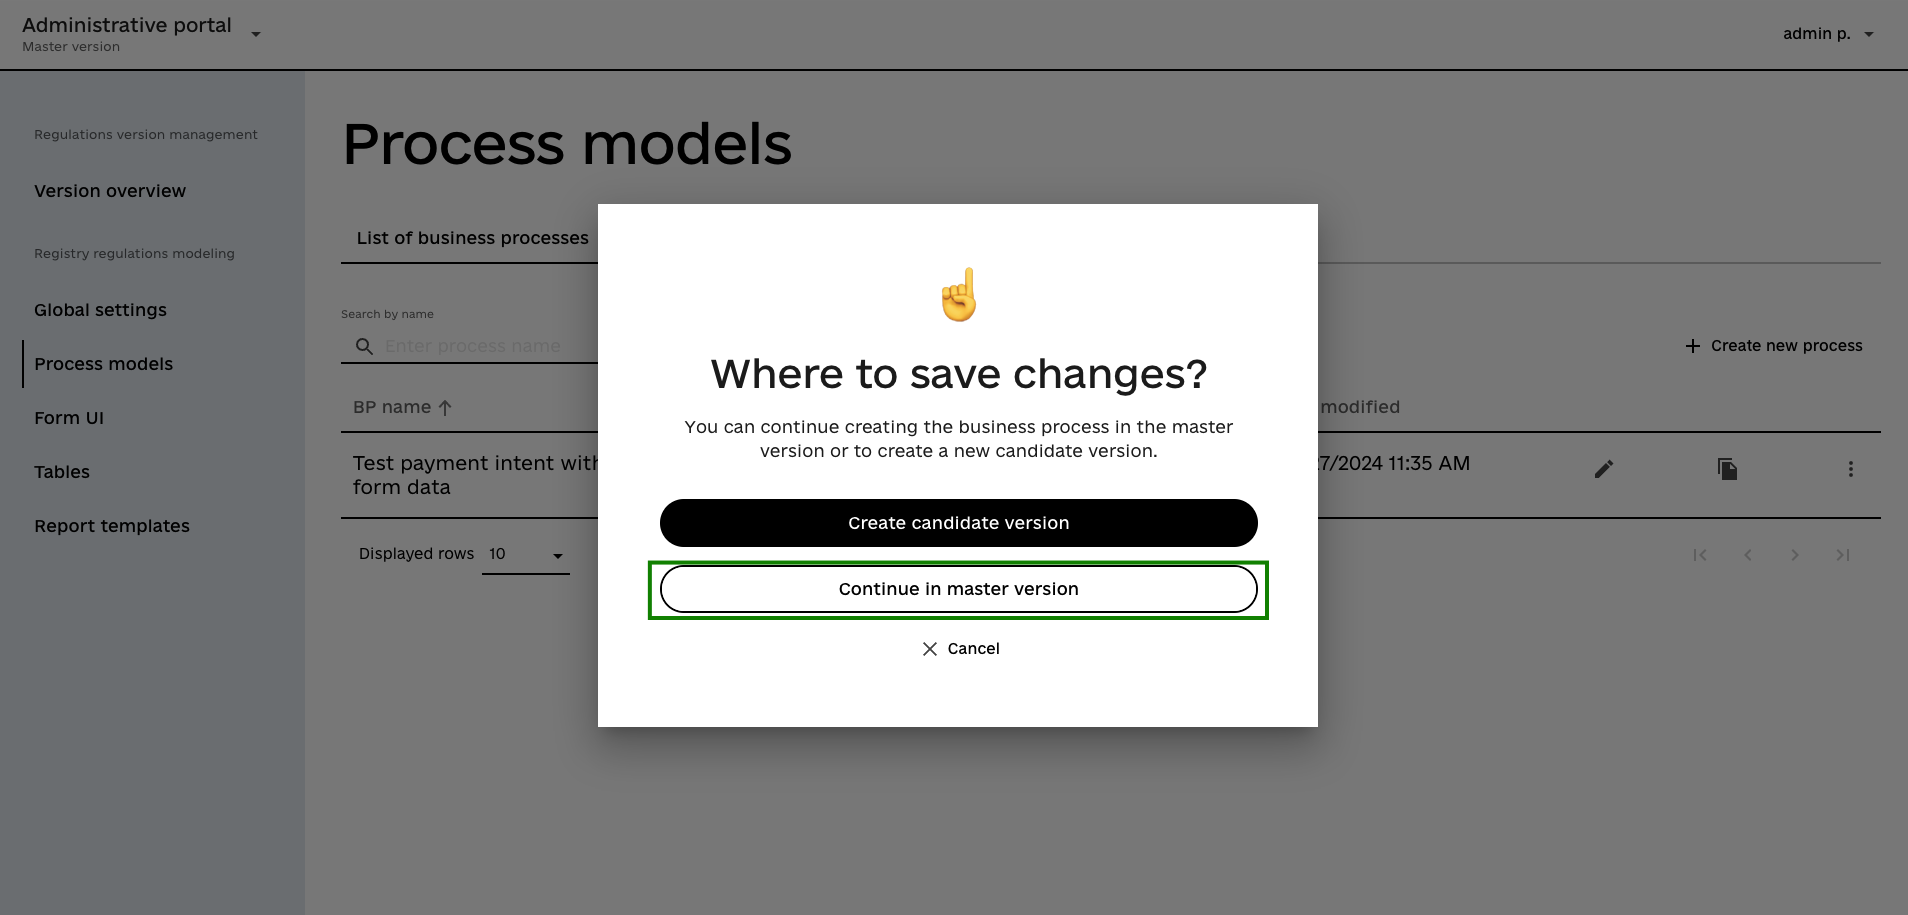 Administrative portal
Master version
admin p.
Regulations version management
Version overview
Registry regulations modeling
Global settings
Process models
Form UI
Tables
Report templates
Process models
List of business processes
Search by name
Enter process name
Create new process
BP name
modified
Test payment intent with
form data
7/2024 11:35 AM
Displayed rows 10
Where to save changes?
You can continue creating the business process in the master
version or to create a new candidate version.
Create candidate version
Continue in master version
Cancel